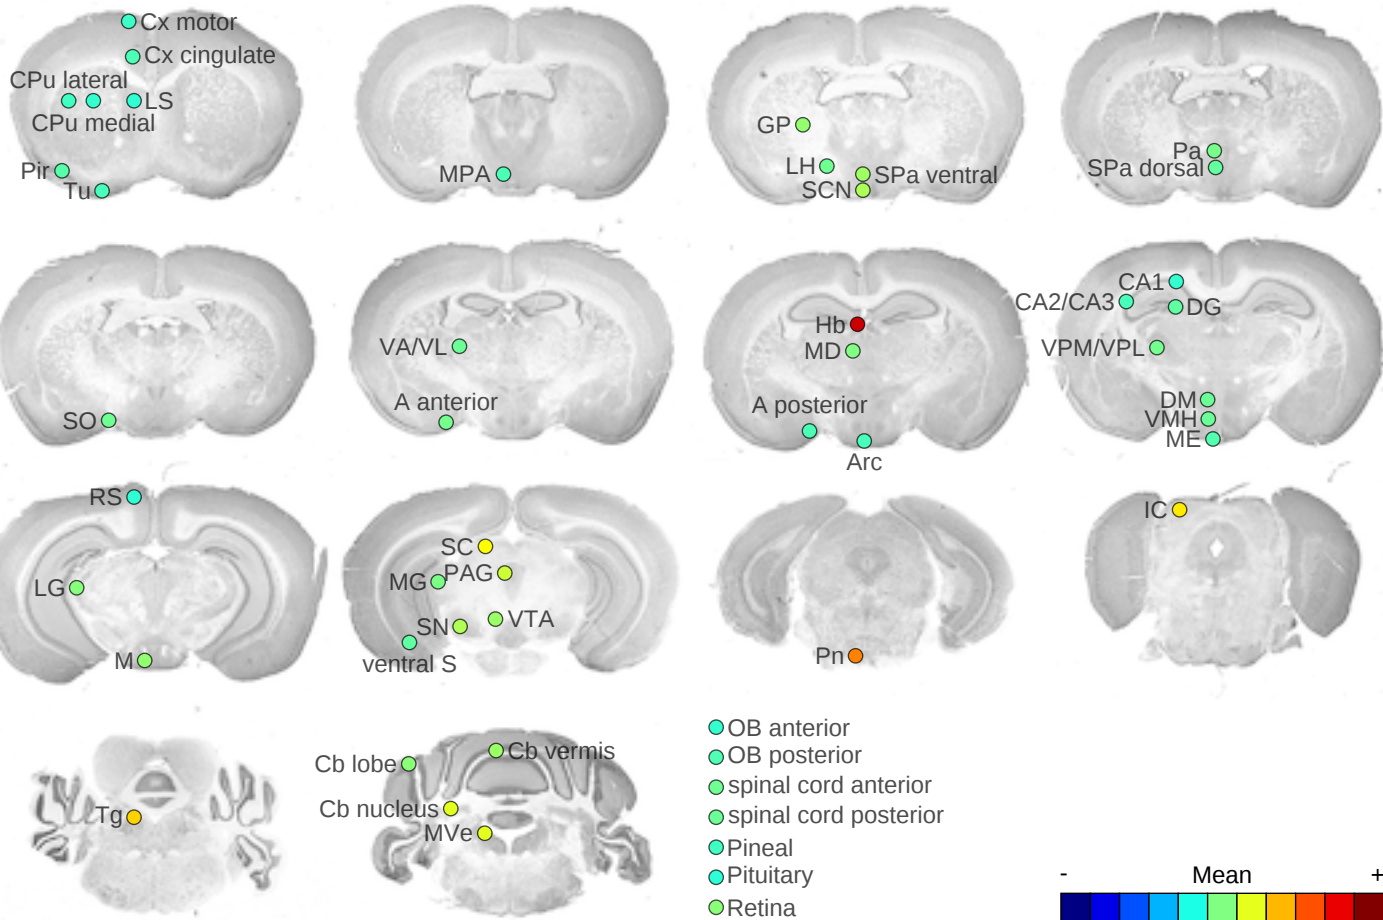 Cx motor
Cx cingulate
CPu lateral
LS
CPu medial
Pir
Tu
MPA
GP
LH
SPa ventral
SCN
Pa
SPa dorsal
SO
VA/VL
A anterior
Hb
MD
A posterior
Arc
CA1
CA2/CA3
DG
VPM/VPL
DM
VMH
ME
RS
LG
M
SC
PAG
MG
VTA
SN
ventral S
Pn
IC
Tg
Cb lobe
Cb vermis
Cb nucleus
MVe
OB anterior
OB posterior
spinal cord anterior
spinal cord posterior
Pineal
Pituitary
Retina
- Mean +